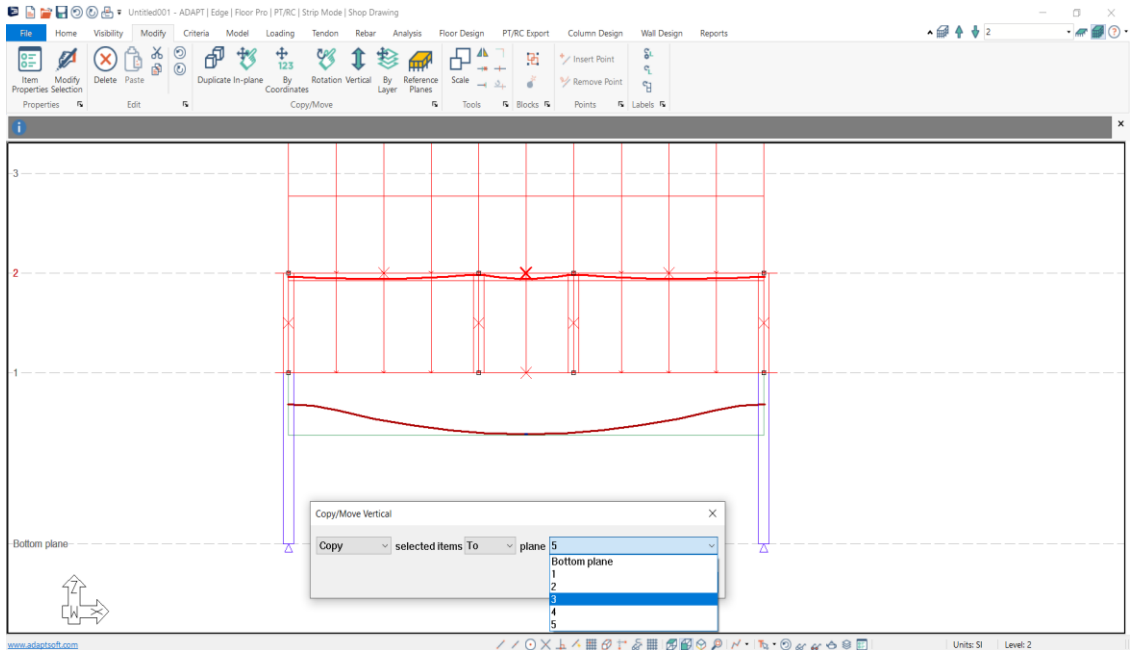 Untitled001 - ADAPT | Edge | Floor Pro | PT/RC | Strip Mode | Shop Drawing
File Home Visibility Modify Criteria Model Loading Tendon Rebar Analysis Floor Design PT/RC Export Column Design Wall Design Reports 2
Item Properties
Modify Selection
Delete
Paste
Duplicate
In-plane
123
By Coordinates
Rotation
Vertical
By Layer
Reference Planes
Scale
Insert Point
Remove Point
Properties Edit Copy/Move Tools Blocks Points Labels
3
2
1
Bottom plane
Z
W
X
Copy/Move Vertical
Copy selected items To plane 5
Bottom plane
1
2
3
4
5
www.adaptsoft.com Units: SI Level: 2